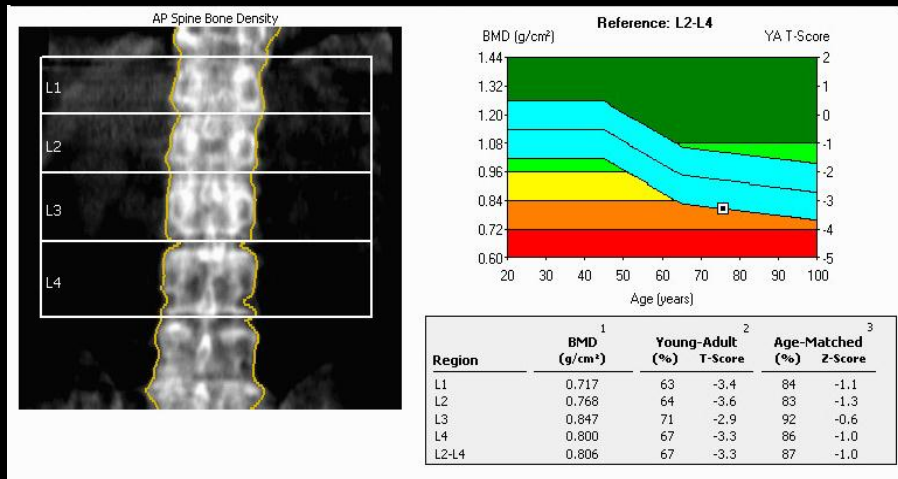 AP Spine Bone Density
L1
L2
L3
L4
Reference: L2-L4
BMD (g/cm²) YA T-Score
1.44 2
1.32 1
1.20 0
1.08 -1
0.96 -2
0.84 -3
0.72 -4
0.60 -5
20 30 40 50 60 70 80 90 100
Age (years)
1 2 3
BMD Young-Adult Age-Matched
Region (g/cm²) (%) T-Score (%) Z-Score
L1 0.717 63 -3.4 84 -1.1
L2 0.768 64 -3.6 83 -1.3
L3 0.847 71 -2.9 92 -0.6
L4 0.800 67 -3.3 86 -1.0
L2-L4 0.806 67 -3.3 87 -1.0